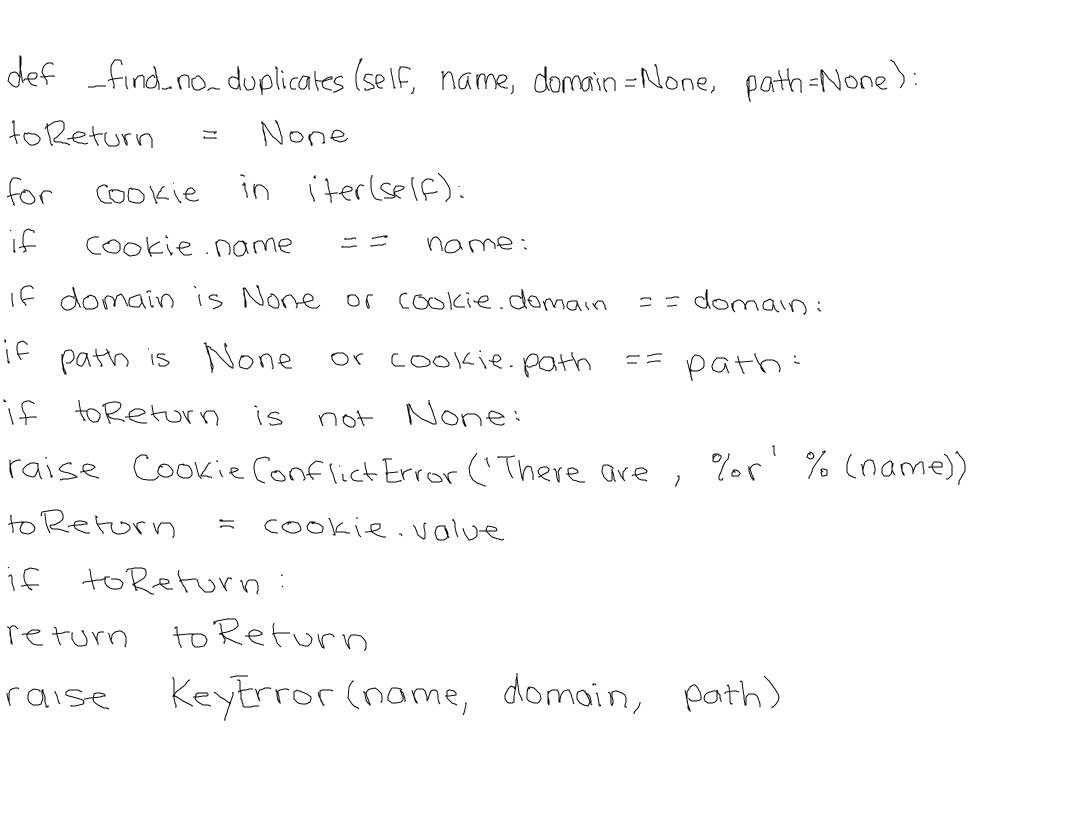 def _find_no_duplicates(self, name, domain=None, path=None):
toReturn = None
for cookie in iter(self):
if cookie.name == name:
if domain is None or cookie.domain == domain:
if path is None or cookie.path == path:
if toReturn is not None:
raise CookieConflictError('There are , %r' % (name))
toReturn = cookie.value
if toReturn:
return toReturn
raise KeyError(name, domain, path)